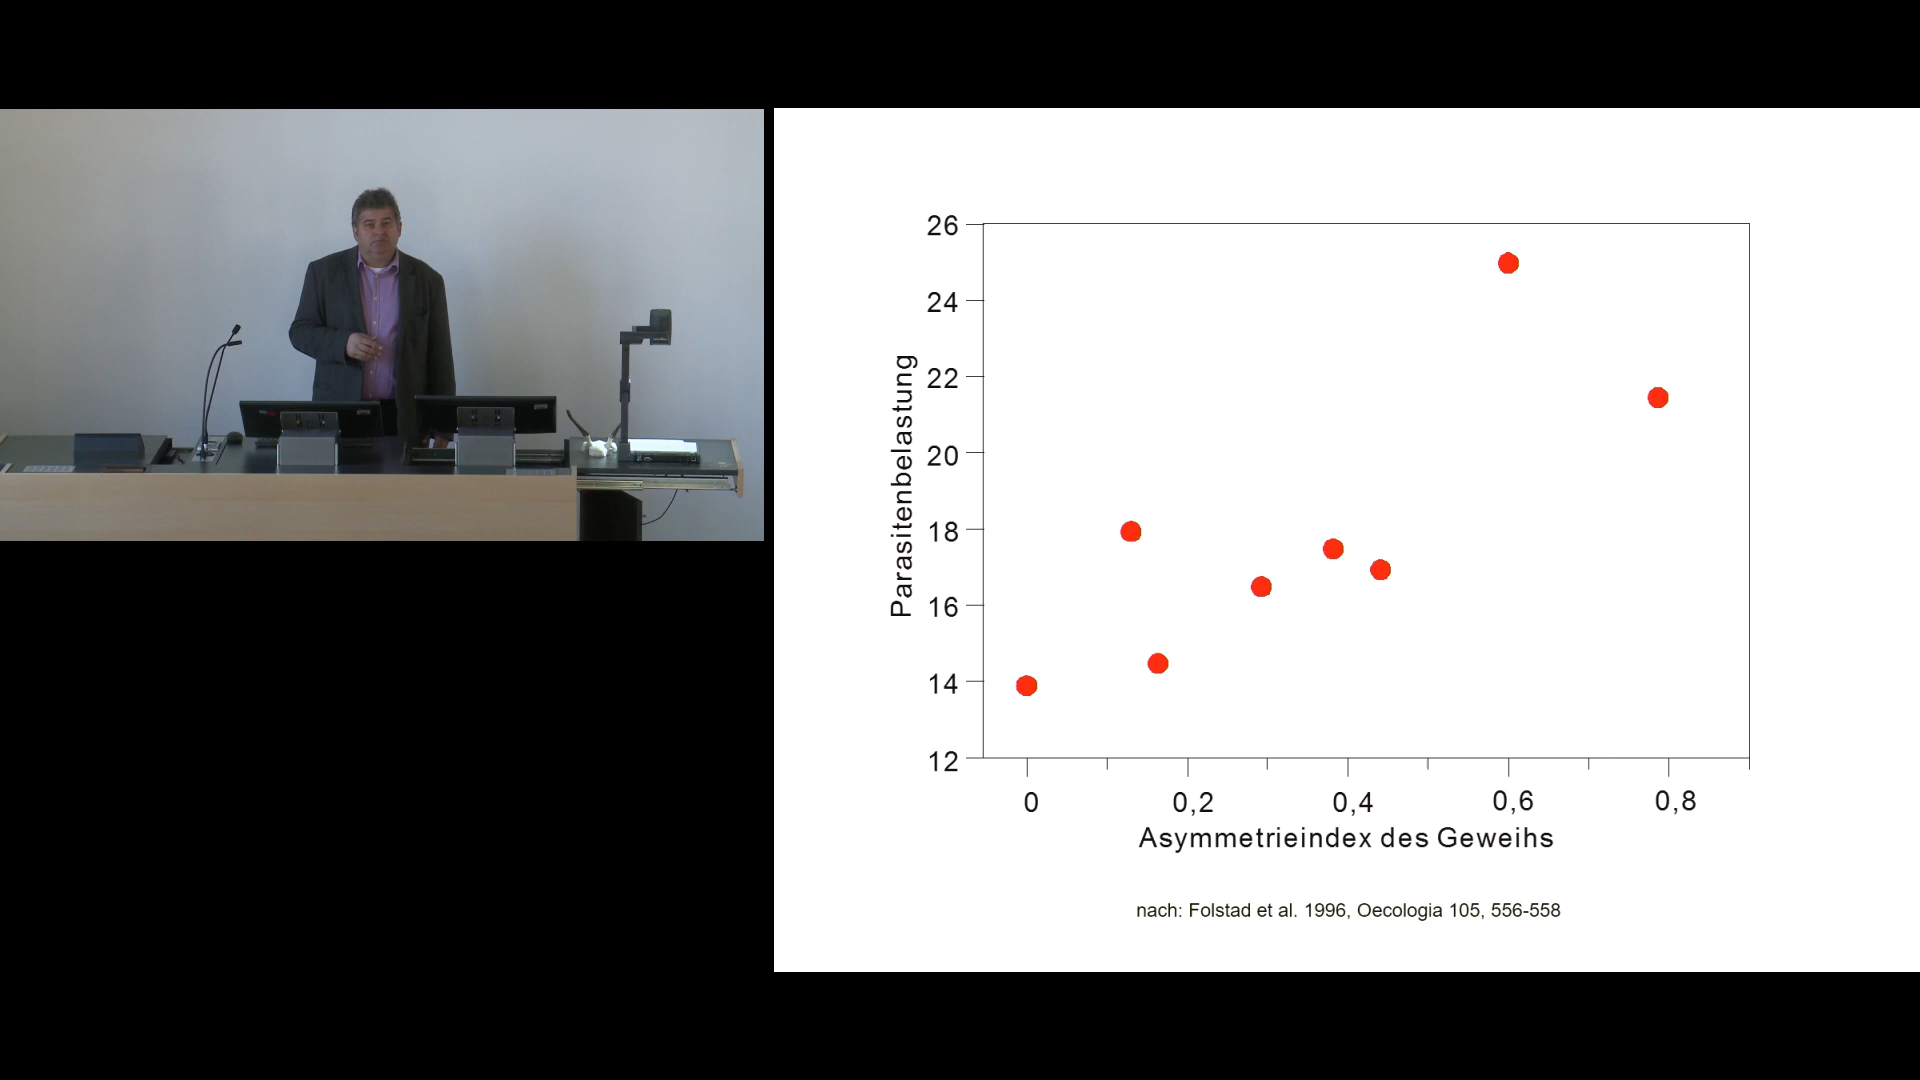 26
24
22
20
18
16
14
12
Parasitenbelastung
0 0,2 0,4 0,6 0,8
Asymmetrieindex des Geweihs
nach: Folstad et al. 1996, Oecologia 105, 556-558